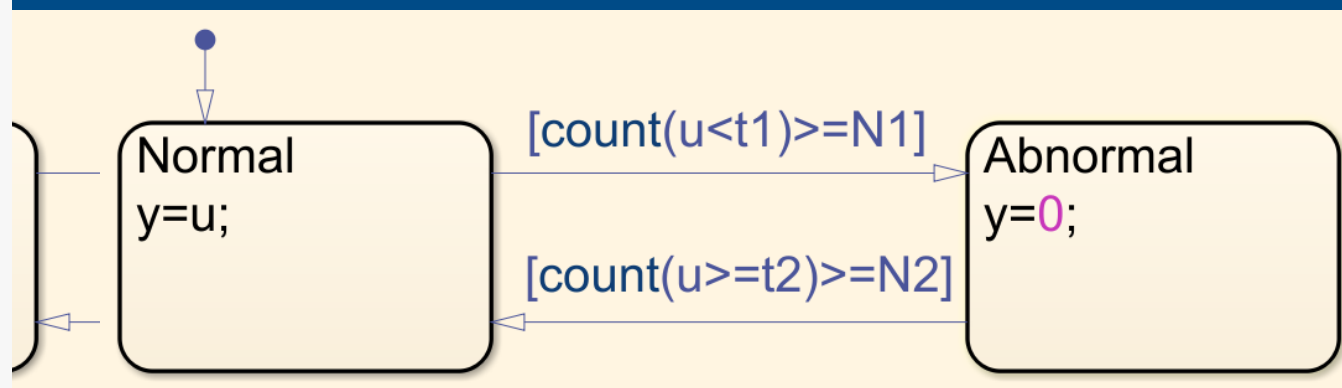 Normal
y=u;
[count(u<t1)>=N1]
[count(u>=t2)>=N2]
Abnormal
y=0;